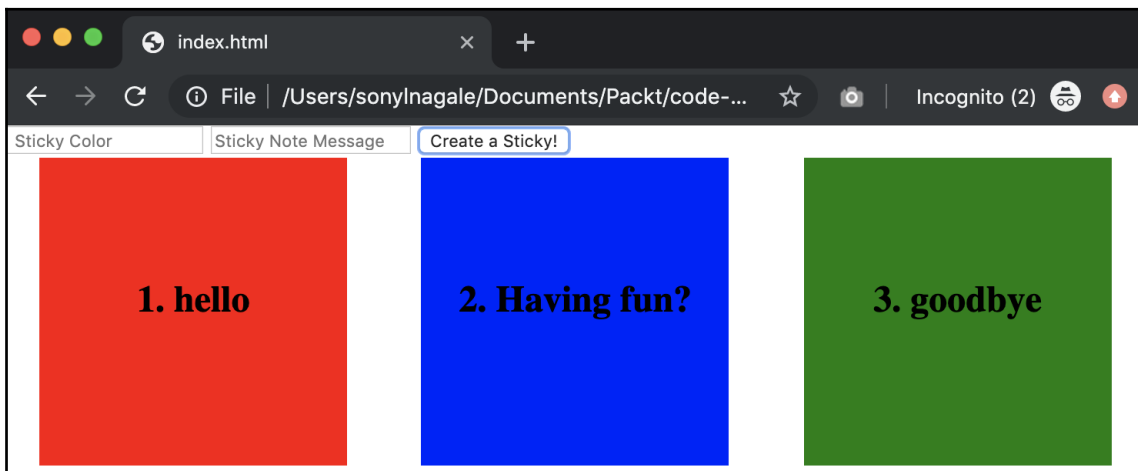 index.html
File /Users/sonylnagale/Documents/Packt/code-... Incognito (2)
Sticky Color Sticky Note Message Create a Sticky!
1. hello 2. Having fun? 3. goodbye